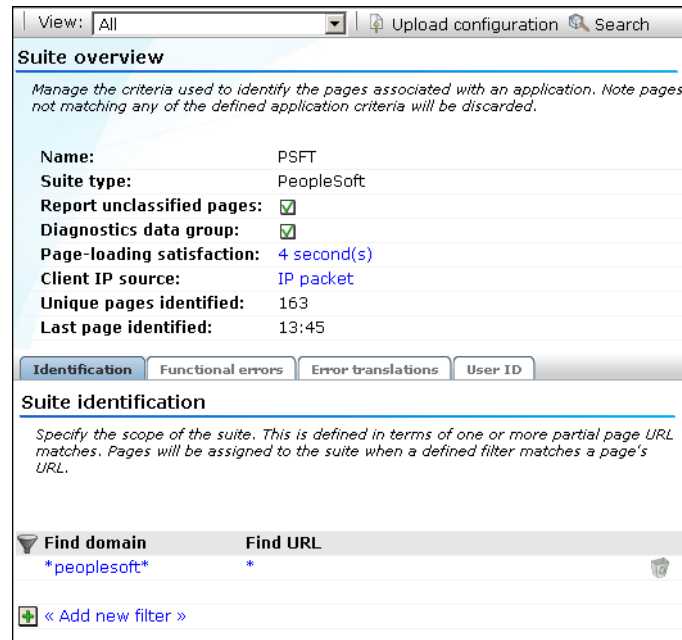 View: All Upload configuration Search
Suite overview
Manage the criteria used to identify the pages associated with an application. Note pages
not matching any of the defined application criteria will be discarded.
Name: PSFT
Suite type: PeopleSoft
Report unclassified pages:
Diagnostics data group:
Page-loading satisfaction: 4 second(s)
Client IP source: IP packet
Unique pages identified: 163
Last page identified: 13:45
Identification Functional errors Error translations User ID
Suite identification
Specify the scope of the suite. This is defined in terms of one or more partial page URL
matches. Pages will be assigned to the suite when a defined filter matches a page's
URL.
Find domain Find URL
*peoplesoft* *
« Add new filter »